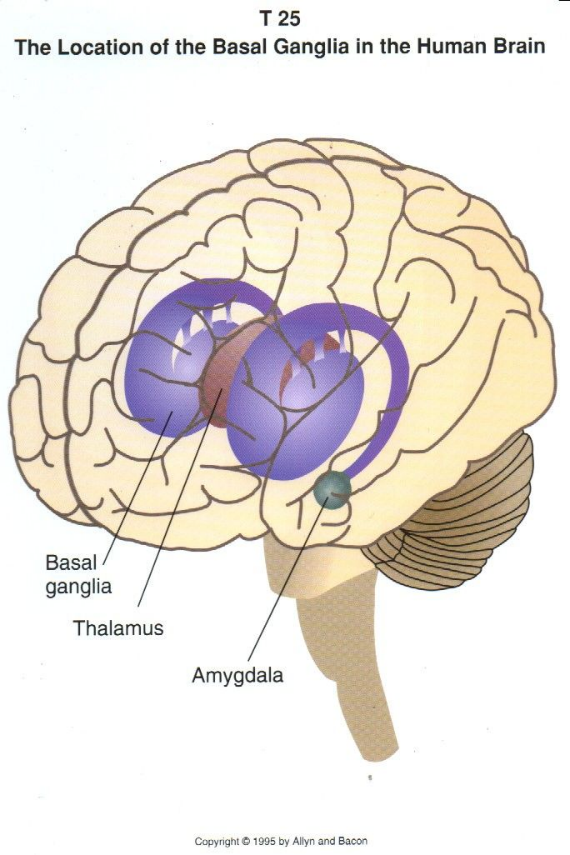 T 25
The Location of the Basal Ganglia in the Human Brain
Basal
ganglia
Thalamus
Amygdala
Copyright © 1995 by Allyn and Bacon